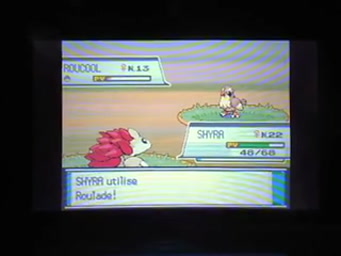 ROUCOOL ♀N.13
SHYRA ♀N.22
48/68
SHYRA utilise
Roulade!